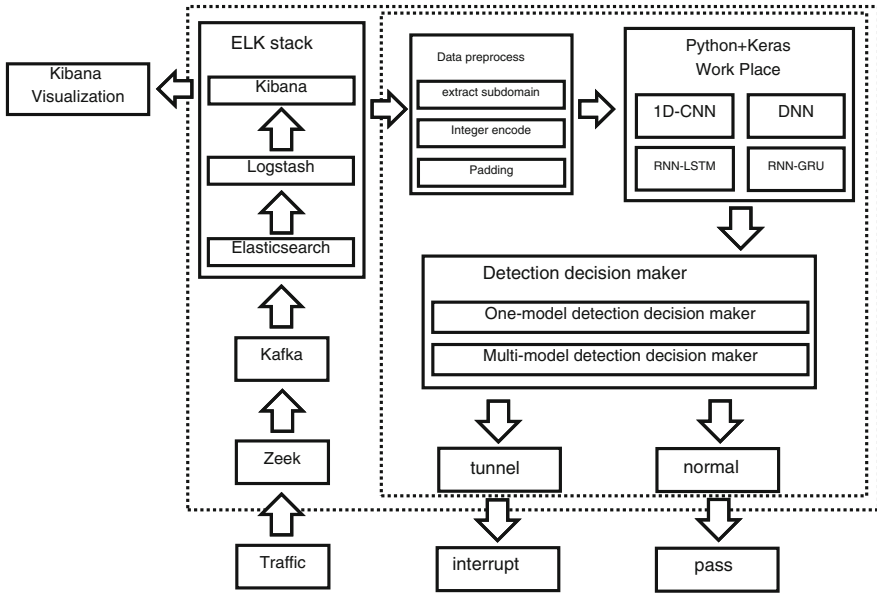 Kibana
Visualization
ELK stack
Kibana
Logstash
Elasticsearch
Kafka
Zeek
Traffic
Data preprocess
extract subdomain
Integer encode
Padding
Python+Keras
Work Place
1D-CNN
DNN
RNN-LSTM
RNN-GRU
Detection decision maker
One-model detection decision maker
Multi-model detection decision maker
tunnel
normal
interrupt
pass